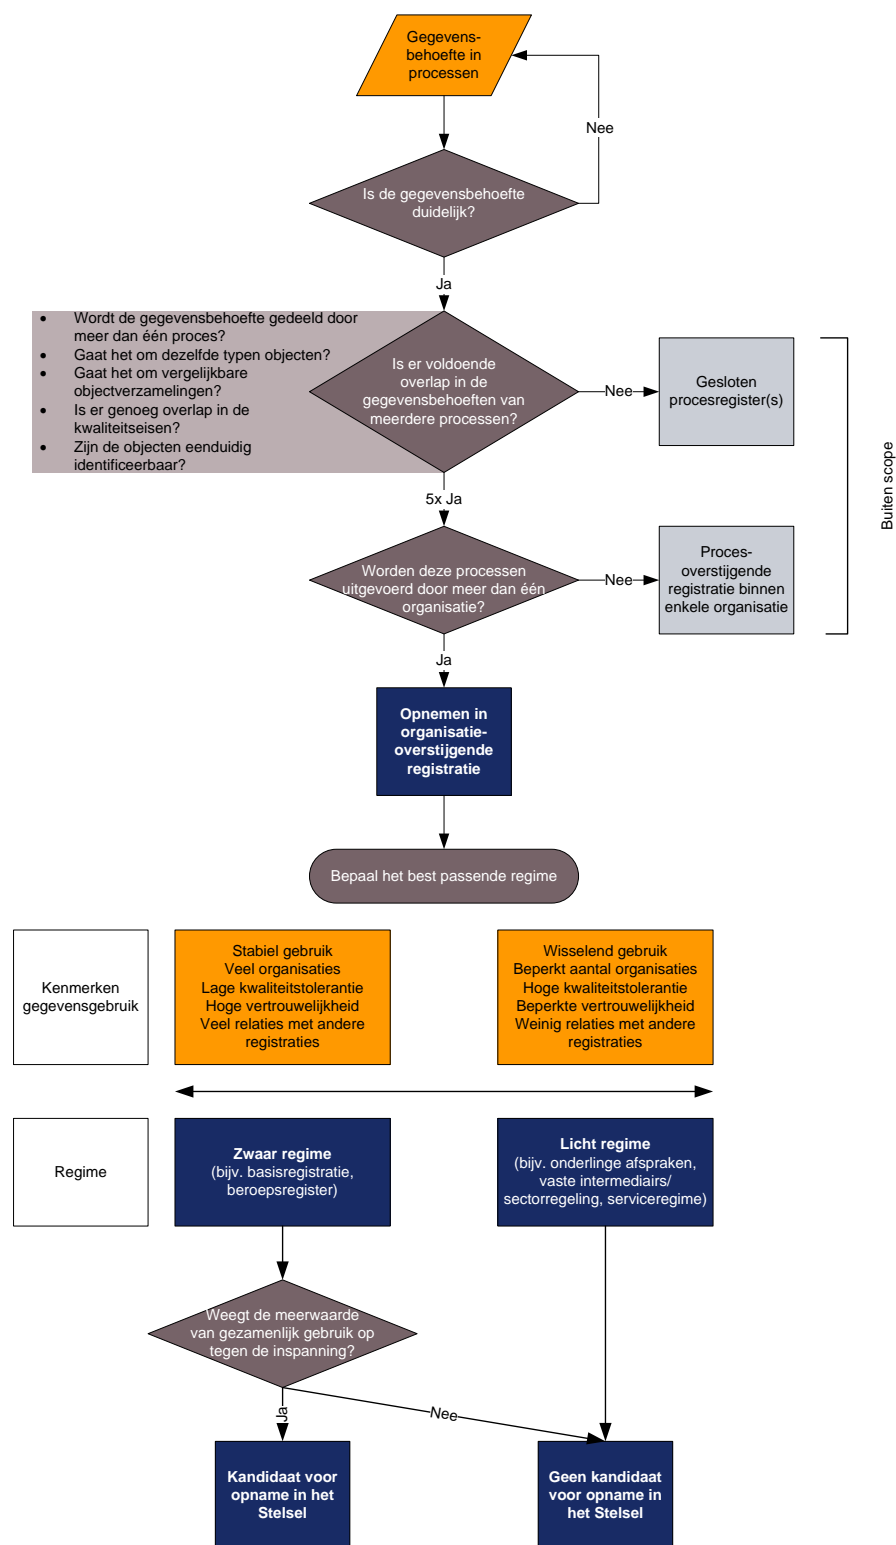 Gegevens-
behoefte in
processen
Nee
Is de gegevensbehoefte
duidelijk?
Ja
• Wordt de gegevensbehoefte gedeeld door
meer dan één proces?
• Gaat het om dezelfde typen objecten?
• Gaat het om vergelijkbare
objectverzamelingen?
• Is er genoeg overlap in de
kwaliteitseisen?
• Zijn de objecten eenduidig
identificeerbaar?
Is er voldoende
overlap in de
gegevensbehoeften van
meerdere processen?
Nee
Gesloten
procesregister(s)
Buiten scope
5x Ja
Worden deze processen
uitgevoerd door meer dan één
organisatie?
Nee
Proces-
overstijgende
registratie binnen
enkele organisatie
Ja
Opnemen in
organisatie-
overstijgende
registratie
Bepaal het best passende regime
Kenmerken
gegevensgebruik
Stabiel gebruik
Veel organisaties
Lage kwaliteitstolerantie
Hoge vertrouwelijkheid
Veel relaties met andere
registraties
Wisselend gebruik
Beperkt aantal organisaties
Hoge kwaliteitstolerantie
Beperkte vertrouwelijkheid
Weinig relaties met andere
registraties
Regime
Zwaar regime
(bijv. basisregistratie,
beroepsregister)
Licht regime
(bijv. onderlinge afspraken,
vaste intermediairs/
sectorregeling, serviceregime)
Weegt de meerwaarde
van gezamenlijk gebruik op
tegen de inspanning?
Ja
Nee
Kandidaat voor
opname in het
Stelsel
Geen kandidaat
voor opname in
het Stelsel